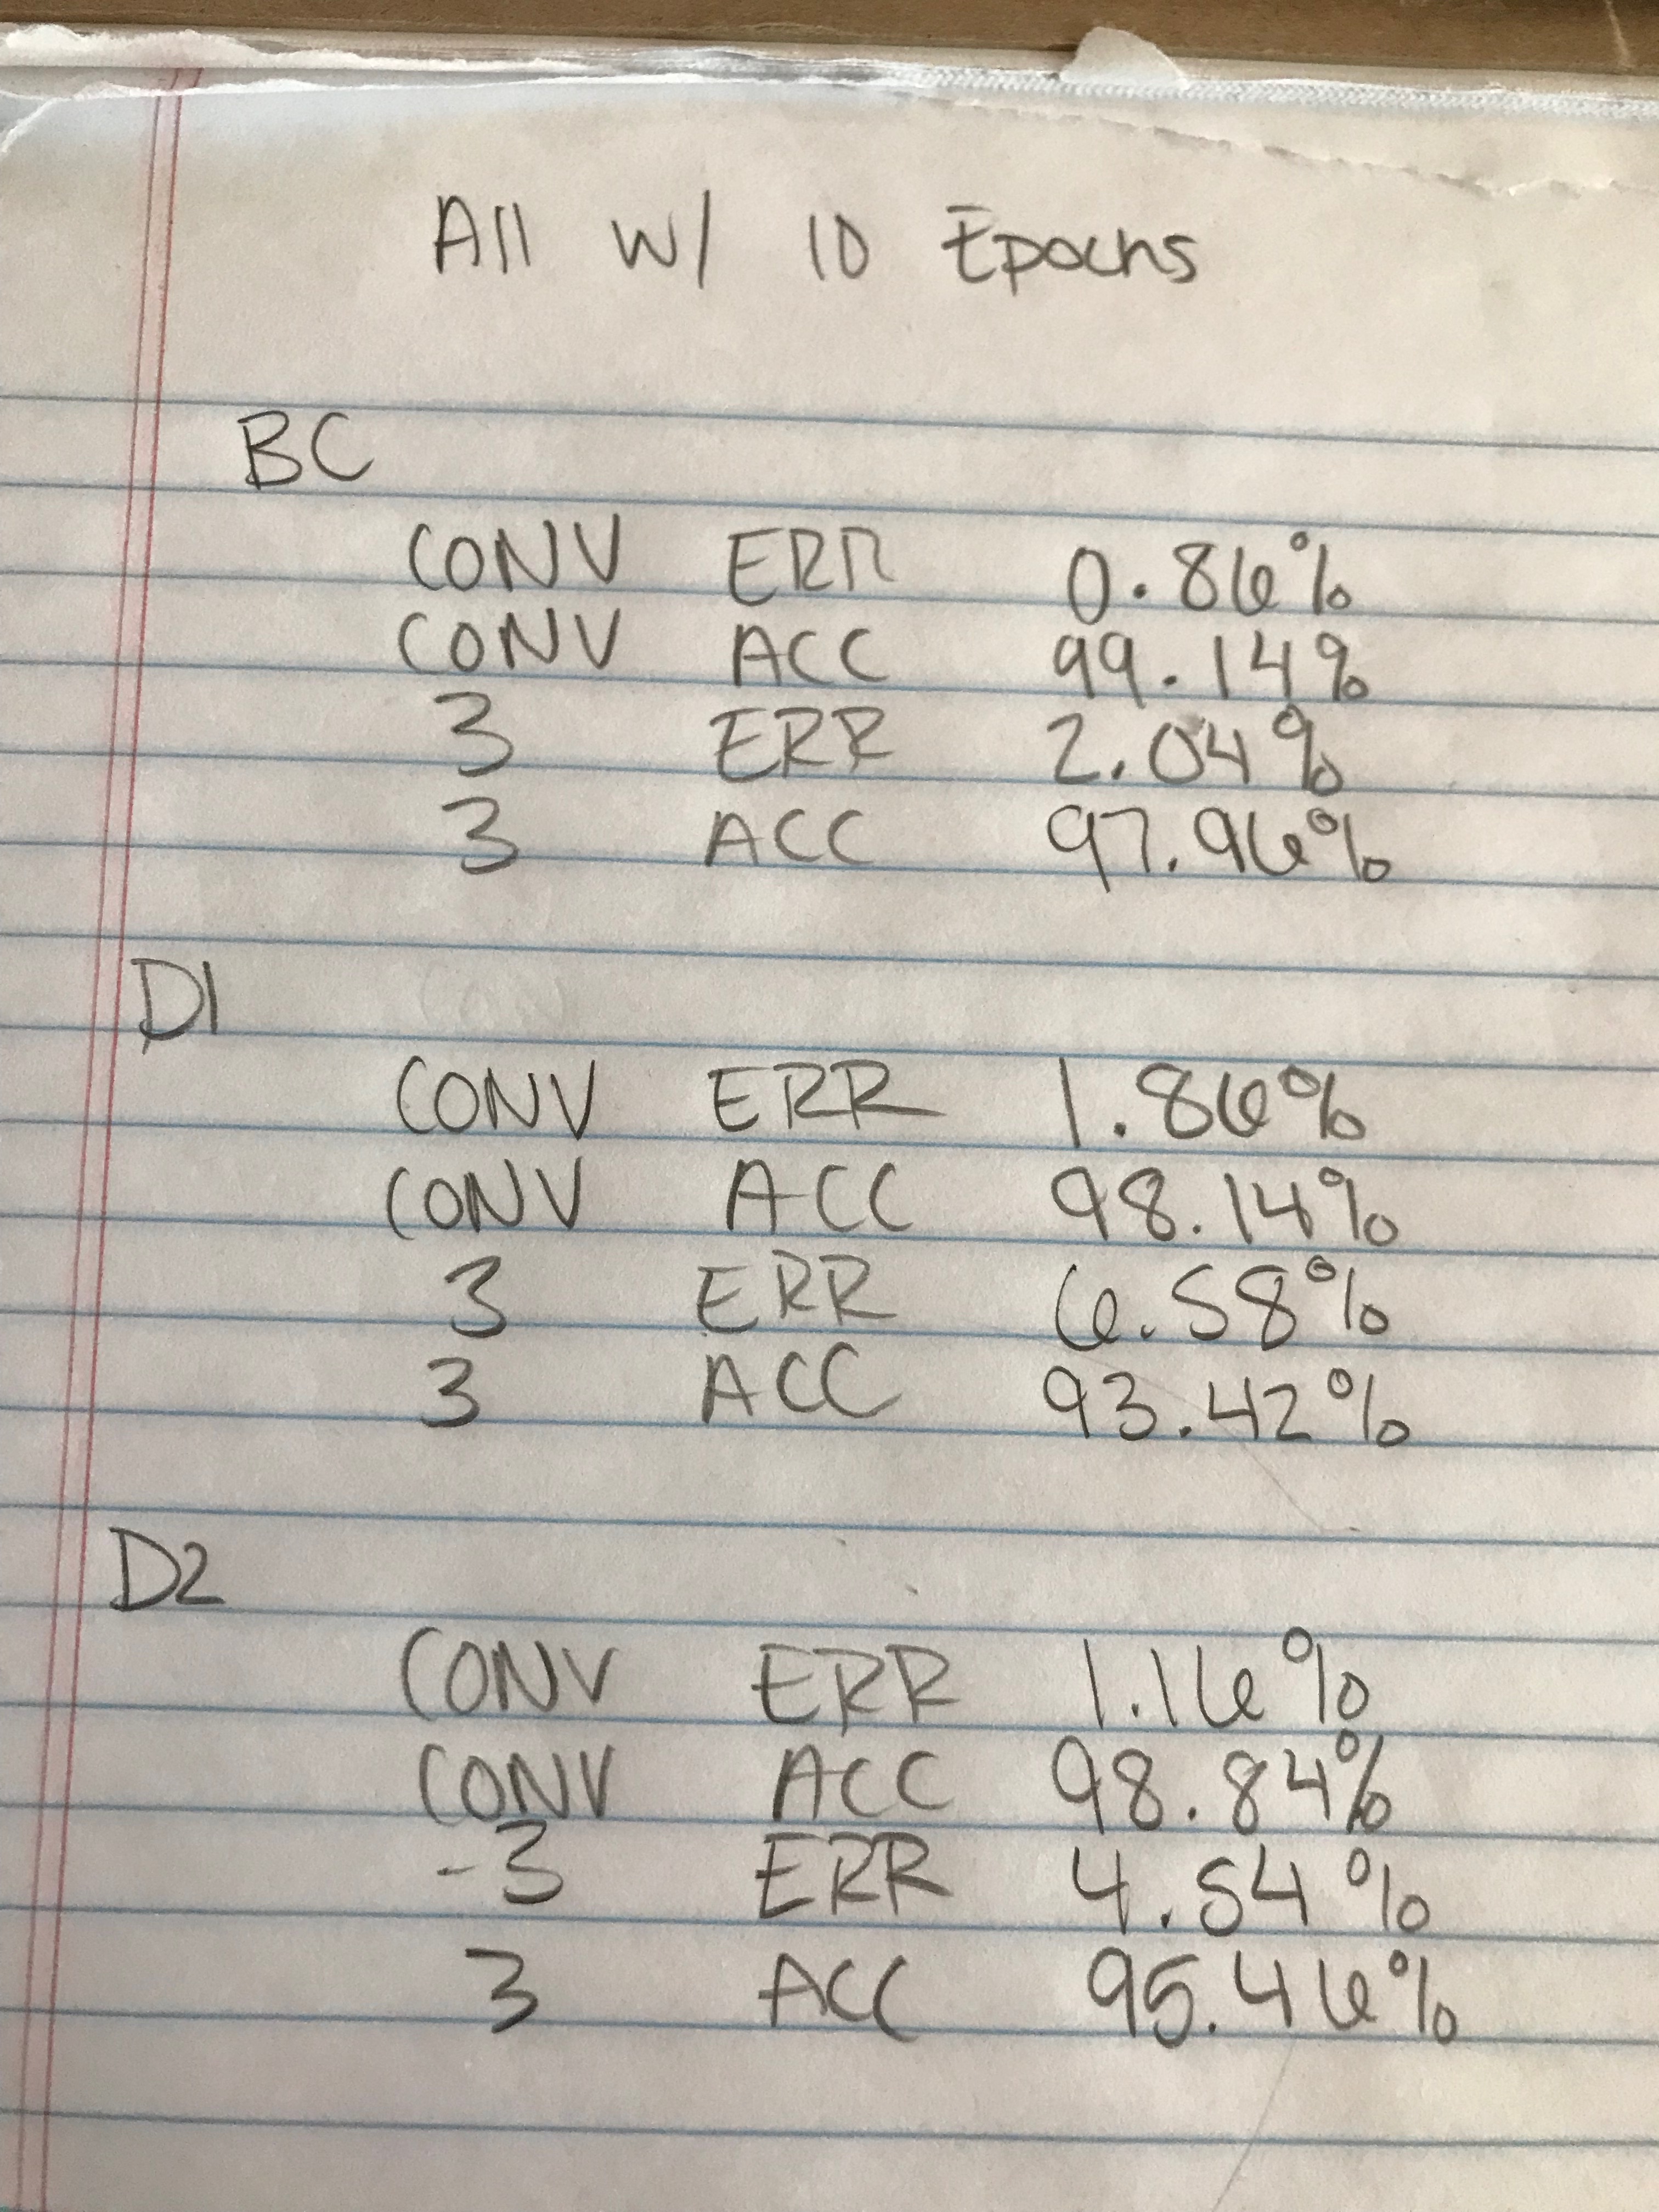 All w/ 10 Epochs
BC
CONV ERR 0.86%
CONV ACC 99.14%
3 ERR 2.04%
3 ACC 97.96%
D1
CONV ERR 1.86%
CONV ACC 98.14%
3 ERR 6.58%
3 ACC 93.42%
D2
CONV ERR 1.16%
CONV ACC 98.84%
-3 ERR 4.54%
3 ACC 95.46%